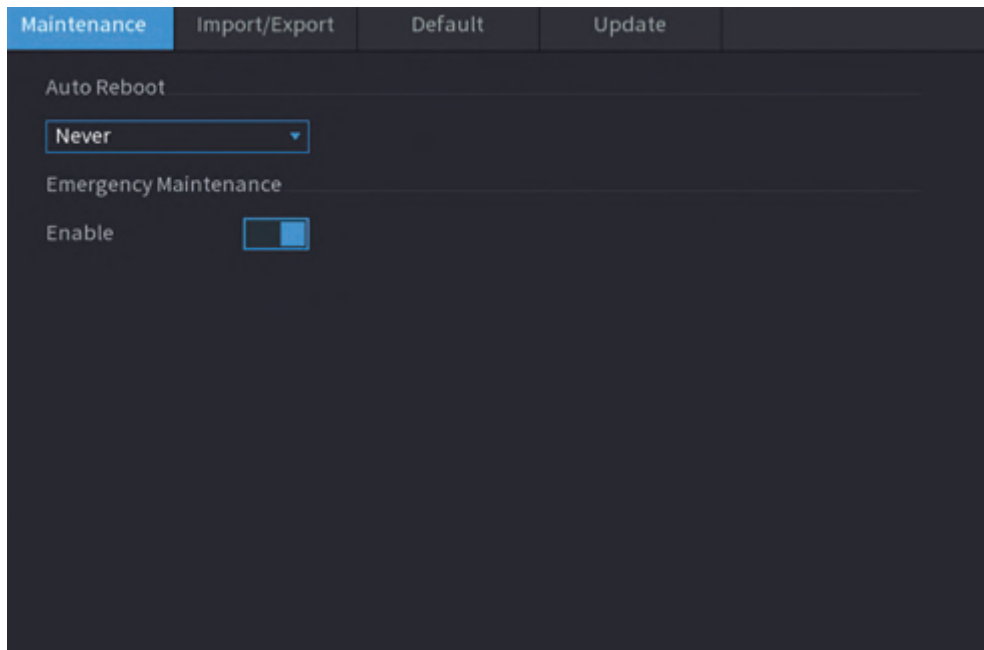 Maintenance Import/Export Default Update
Auto Reboot
Never
Emergency Maintenance
Enable